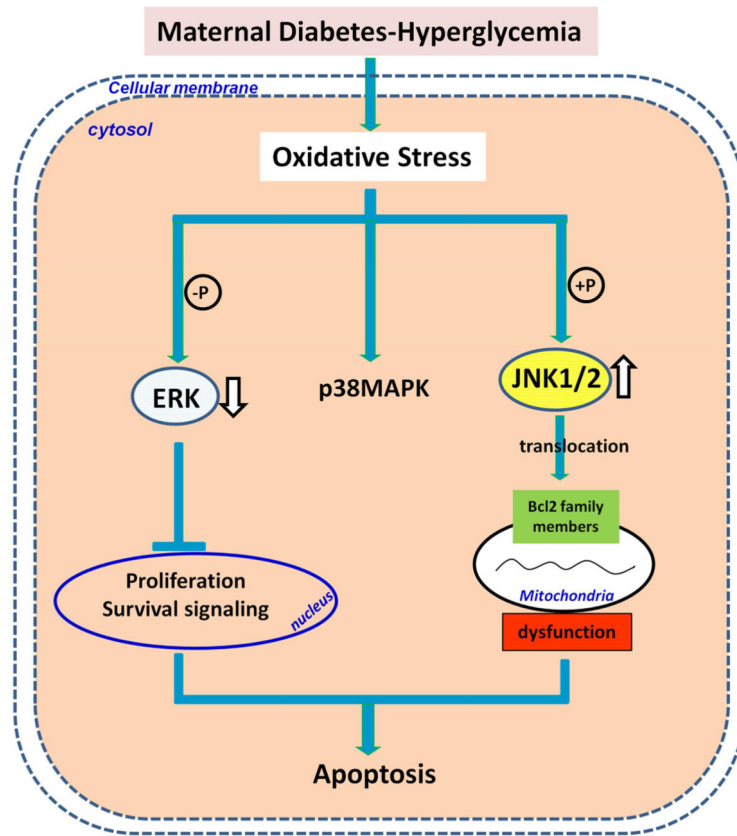 Maternal Diabetes-Hyperglycemia
Cellular membrane
cytosol
Oxidative Stress
-P
+P
ERK
p38MAPK
JNK1/2
translocation
Bcl2 family
members
Proliferation
Survival signaling
nucleus
Mitochondria
dysfunction
Apoptosis